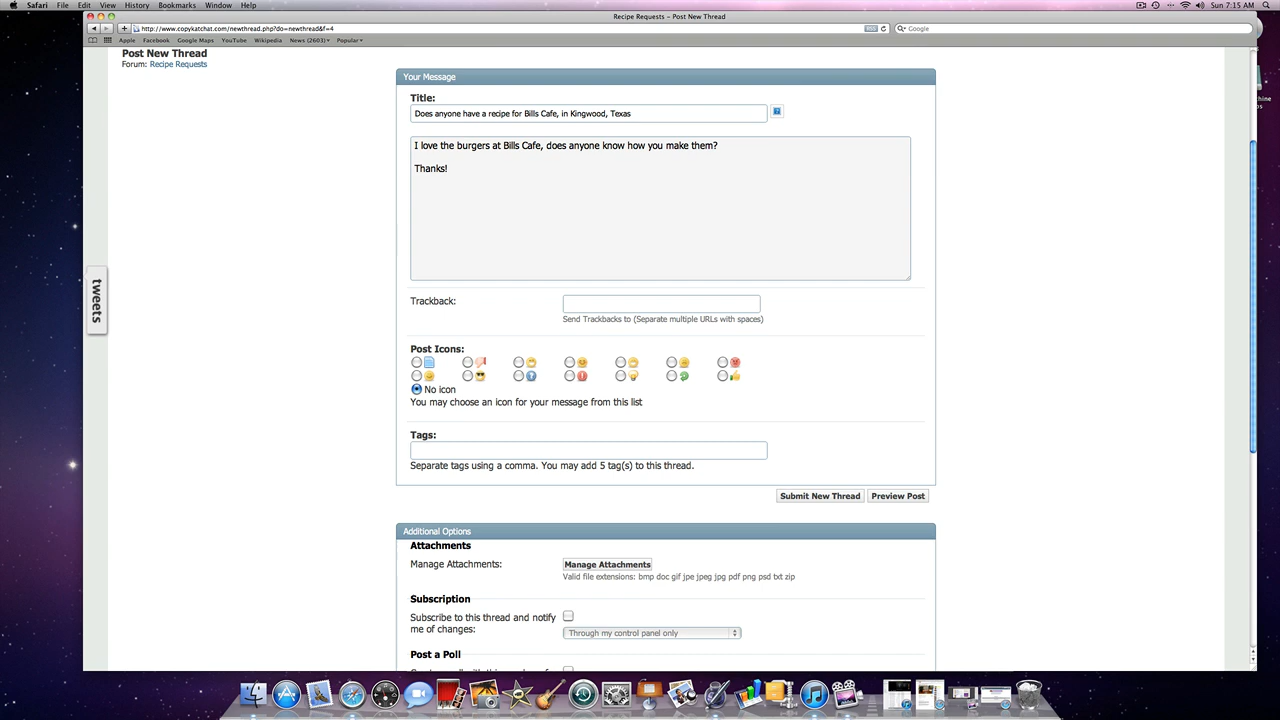 Safari File Edit View History Bookmarks Window Help Sun 7:15 AM
Recipe Requests – Post New Thread
http://www.copykatchat.com/newthread.php?do=newthread&f=4 Google
Apple Facebook Google Maps YouTube Wikipedia News (2603) Popular
Post New Thread
Forum: Recipe Requests
Your Message
Title:
Does anyone have a recipe for Bills Cafe, in Kingwood, Texas
I love the burgers at Bills Cafe, does anyone know how you make them?
Thanks!
tweets
Trackback:
Send Trackbacks to (Separate multiple URLs with spaces)
Post Icons:
No icon
You may choose an icon for your message from this list
Tags:
Separate tags using a comma. You may add 5 tag(s) to this thread.
Submit New Thread Preview Post
Additional Options
Attachments
Manage Attachments: Manage Attachments
Valid file extensions: bmp doc gif jpe jpeg jpg pdf png psd txt zip
Subscription
Subscribe to this thread and notify
me of changes:
Through my control panel only
Post a Poll